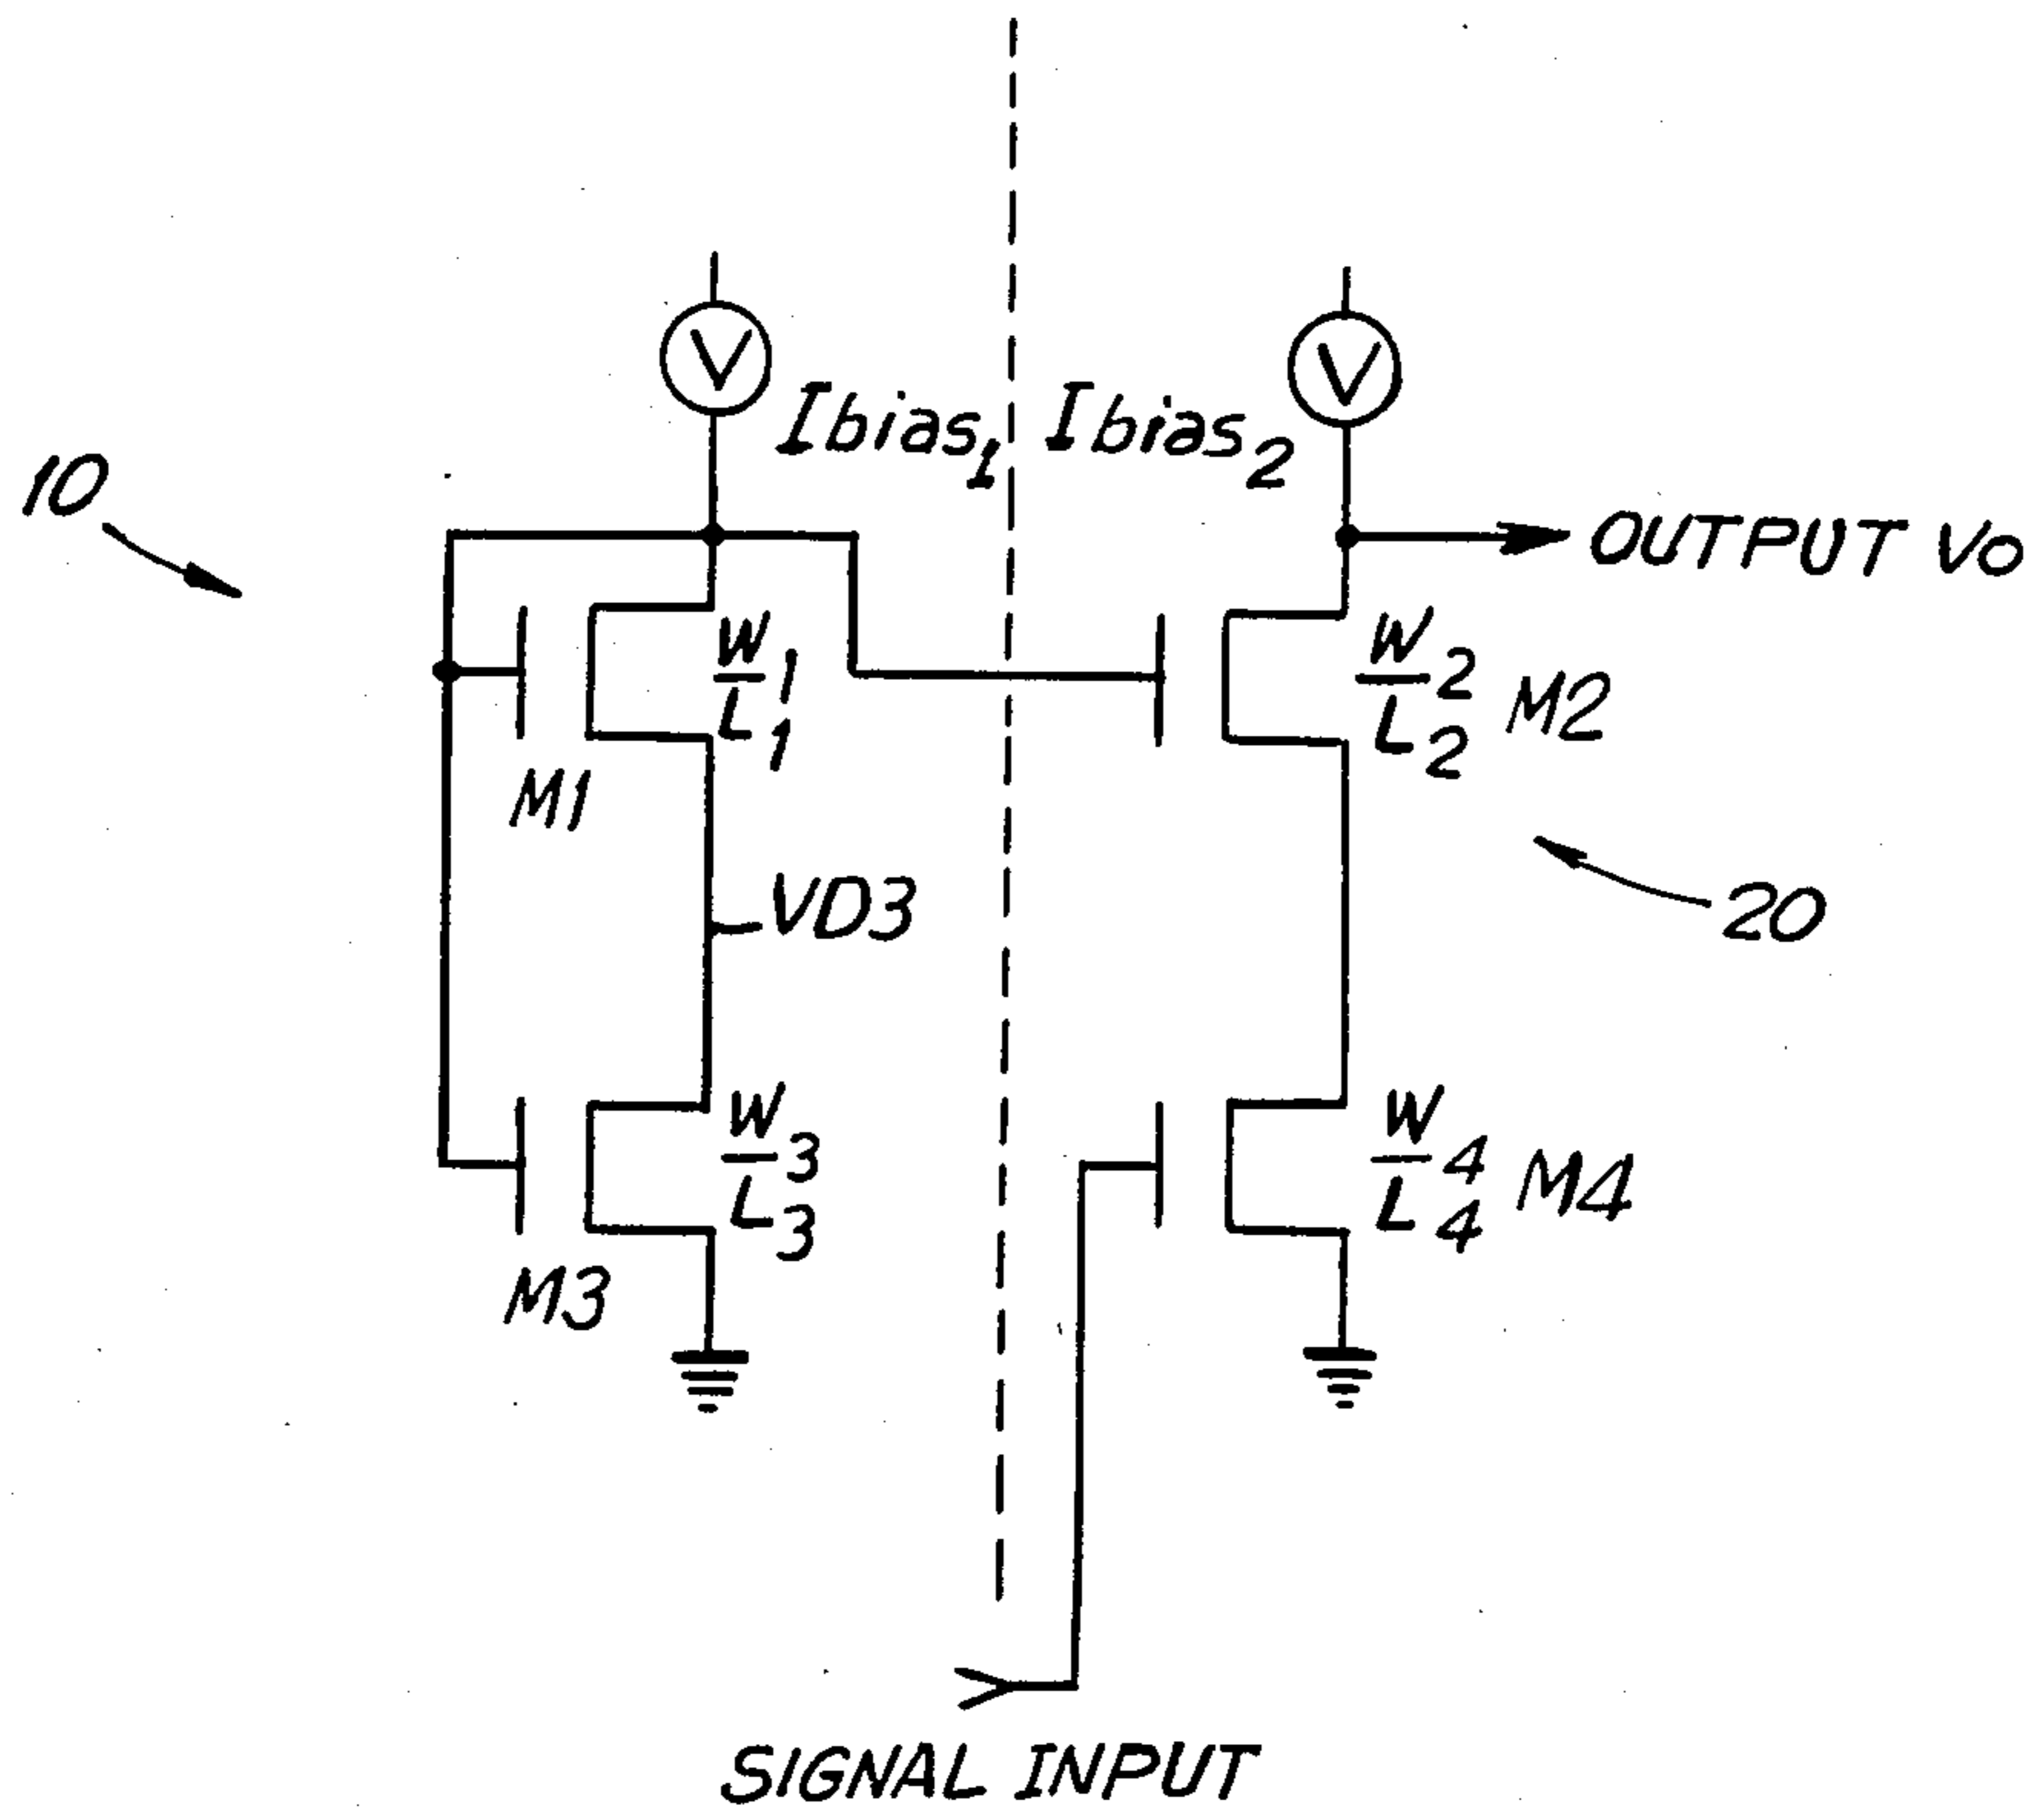 V
V
Ibias1
Ibias2
10
OUTPUT Vo
W1
L1
W2
L2
M2
M1
VD3
20
W3
L3
W4
L4
M4
M3
SIGNAL INPUT